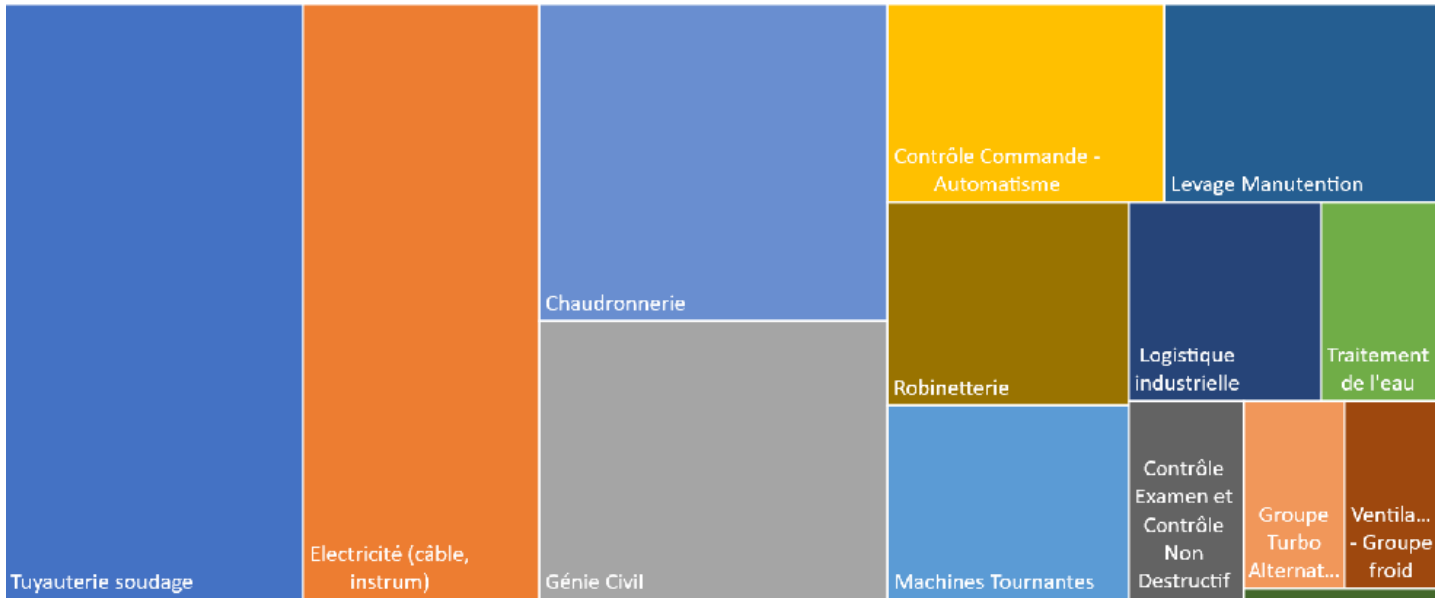 Tuyauterie soudage
Electricité (câble,
instrum)
Chaudronnerie
Génie Civil
Contrôle Commande -
Automatisme
Levage Manutention
Robinetterie
Logistique
industrielle
Traitement
de l'eau
Machines Tournantes
Contrôle
Examen et
Contrôle
Non
Destructif
Groupe
Turbo
Alternat...
Ventila...
- Groupe
froid